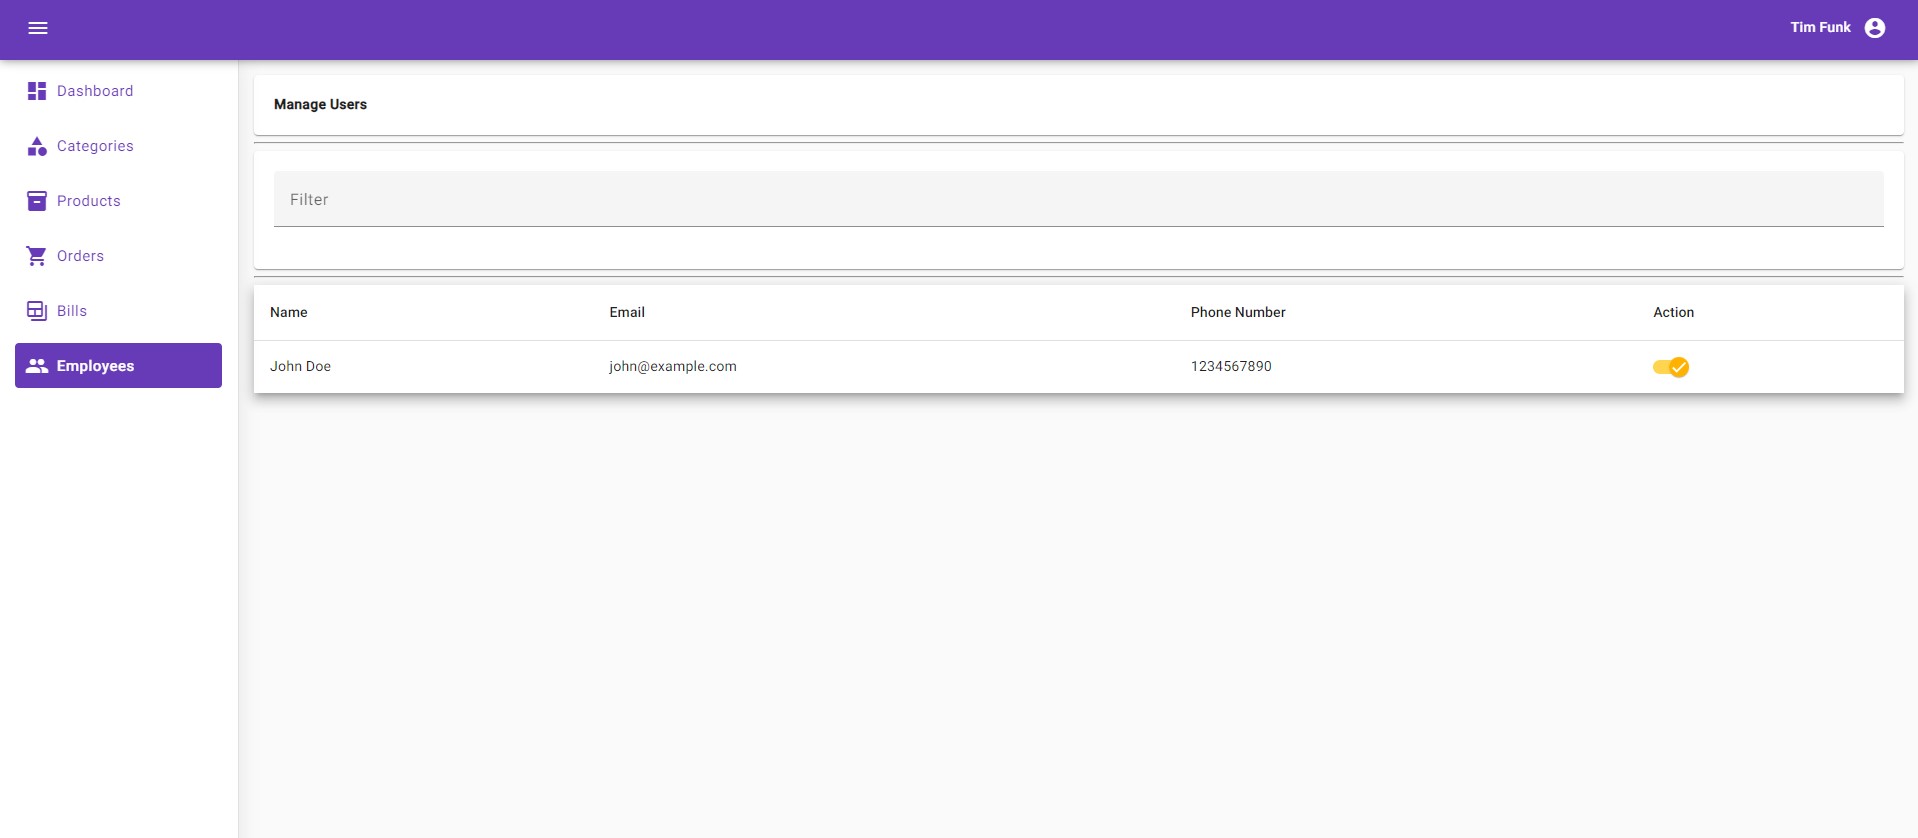 Tim Funk
Dashboard
Categories
Products
Orders
Bills
Employees
Manage Users
Filter
Name Email Phone Number Action
John Doe john@example.com 1234567890